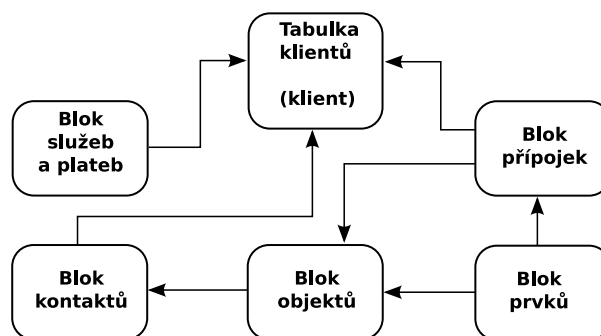 Tabulka
klientů
(klient)
Blok
služeb
a plateb
Blok
přípojek
Blok
kontaktů
Blok
objektů
Blok
prvků